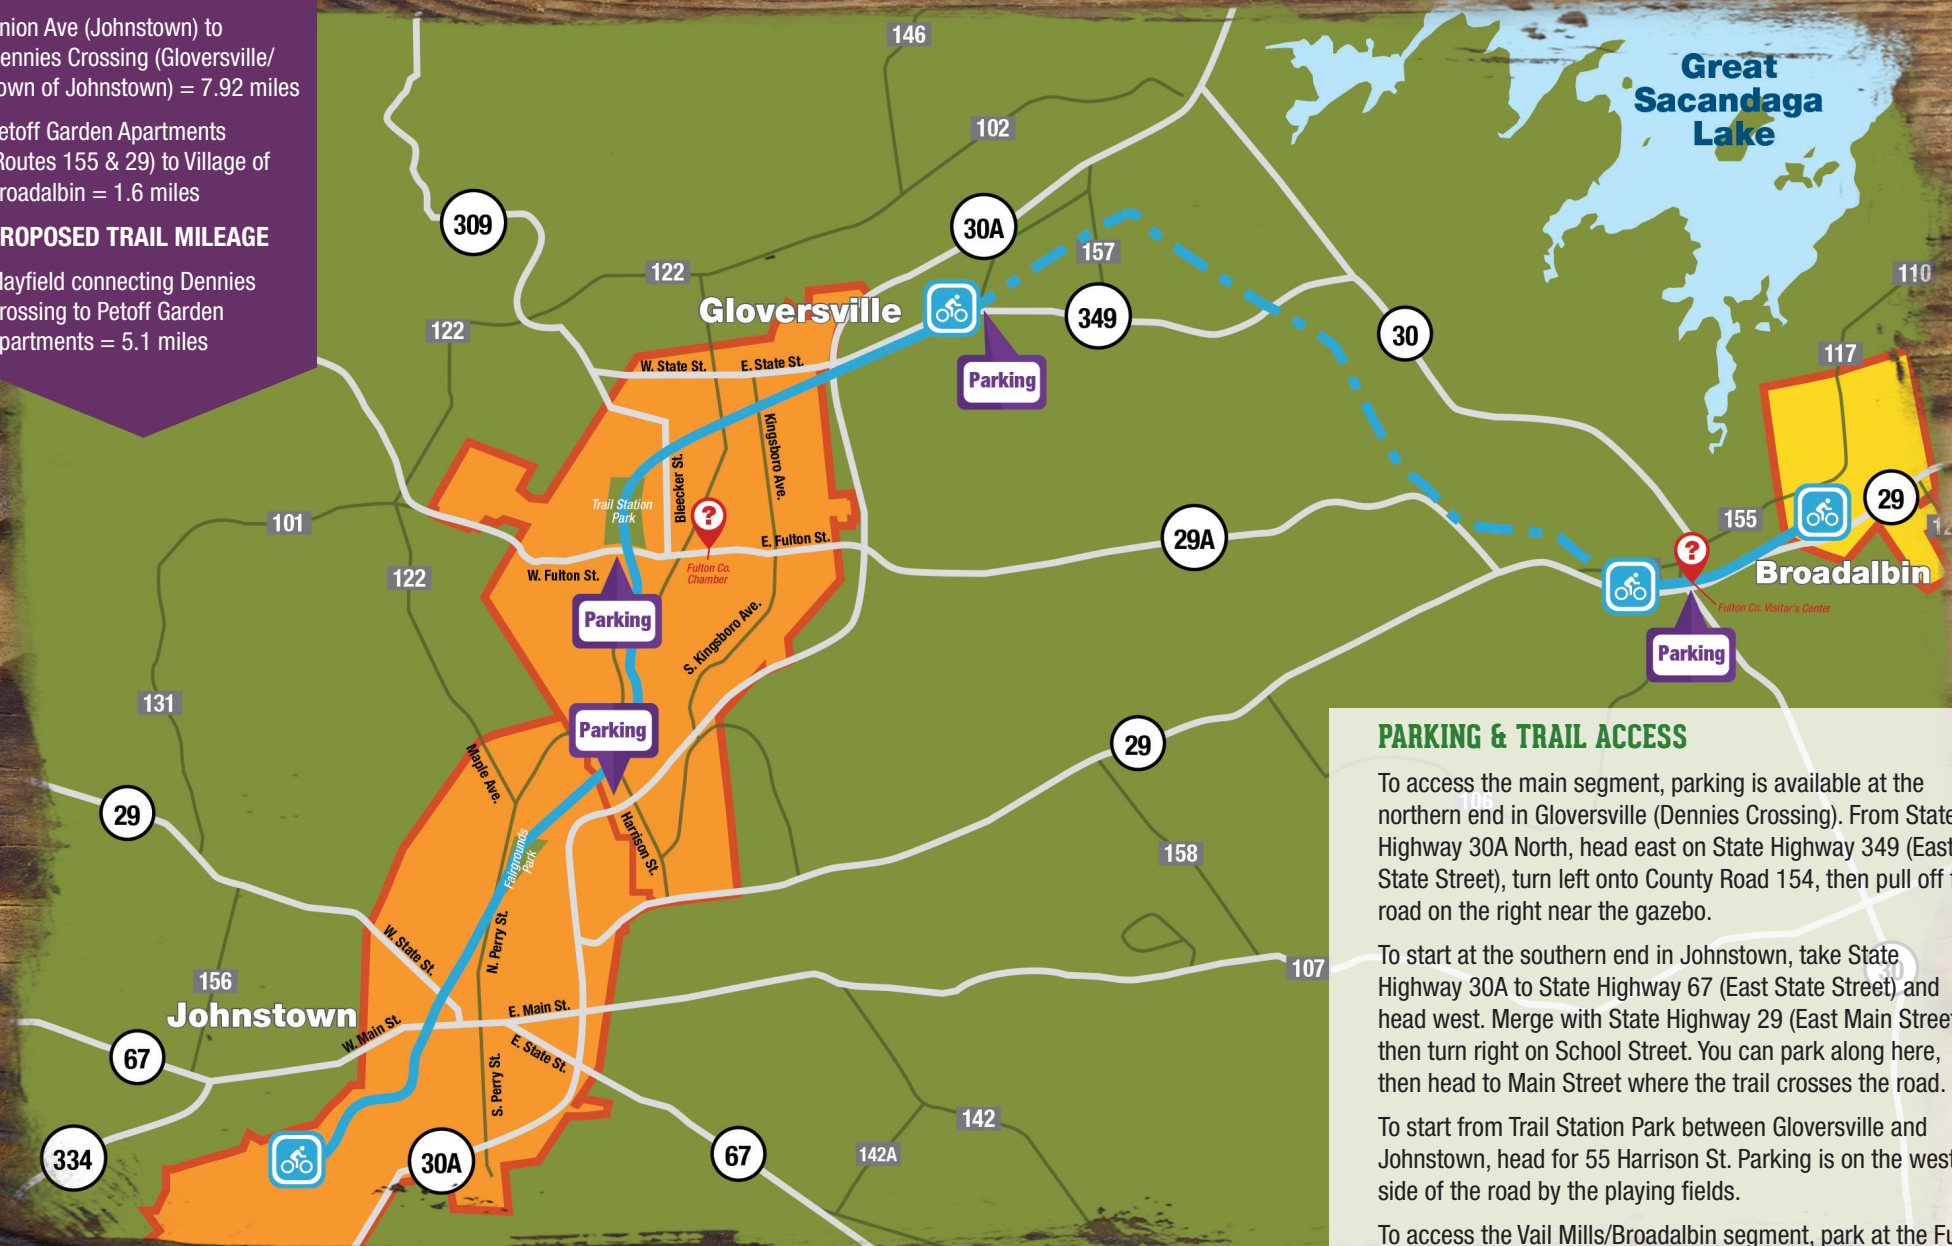 nion Ave (Johnstown) to
ennies Crossing (Gloversville/
own of Johnstown) = 7.92 miles
etoff Garden Apartments
Routes 155 & 29) to Village of
roadalbin = 1.6 miles
ROPOSED TRAIL MILEAGE
layfield connecting Dennies
rossing to Petoff Garden
partments = 5.1 miles
146
Great
Sacandaga
Lake
102
309
30A
157
122
110
Gloversville
349
122
30
117
W. State St.
E. State St.
Parking
Kingsboro Ave.
Bleecker St.
Trail Station
Park
?
29
155
101
29A
E. Fulton St.
?
W. Fulton St.
Fulton Co.
Chamber
122
Broadalbin
Fulton Co. Visitor's Center
Parking
S. Kingsboro Ave.
Parking
131
Parking
29
Maple Ave.
29
Harrison St.
Fairgrounds
Park
158
N. Perry St.
W. State St.
156
107
Johnstown
E. Main St.
W. Main St.
E. State St.
67
S. Perry St.
142
334
30A
67
142A
PARKING & TRAIL ACCESS
To access the main segment, parking is available at the
106
northern end in Gloversville (Dennies Crossing). From State
Highway 30A North, head east on State Highway 349 (East
State Street), turn left onto County Road 154, then pull off
road on the right near the gazebo.
To start at the southern end in Johnstown, take State
30
Highway 30A to State Highway 67 (East State Street) and
head west. Merge with State Highway 29 (East Main Street
then turn right on School Street. You can park along here,
then head to Main Street where the trail crosses the road.
To start from Trail Station Park between Gloversville and
Johnstown, head for 55 Harrison St. Parking is on the west
side of the road by the playing fields.
To access the Vail Mills/Broadalbin segment, park at the Fu